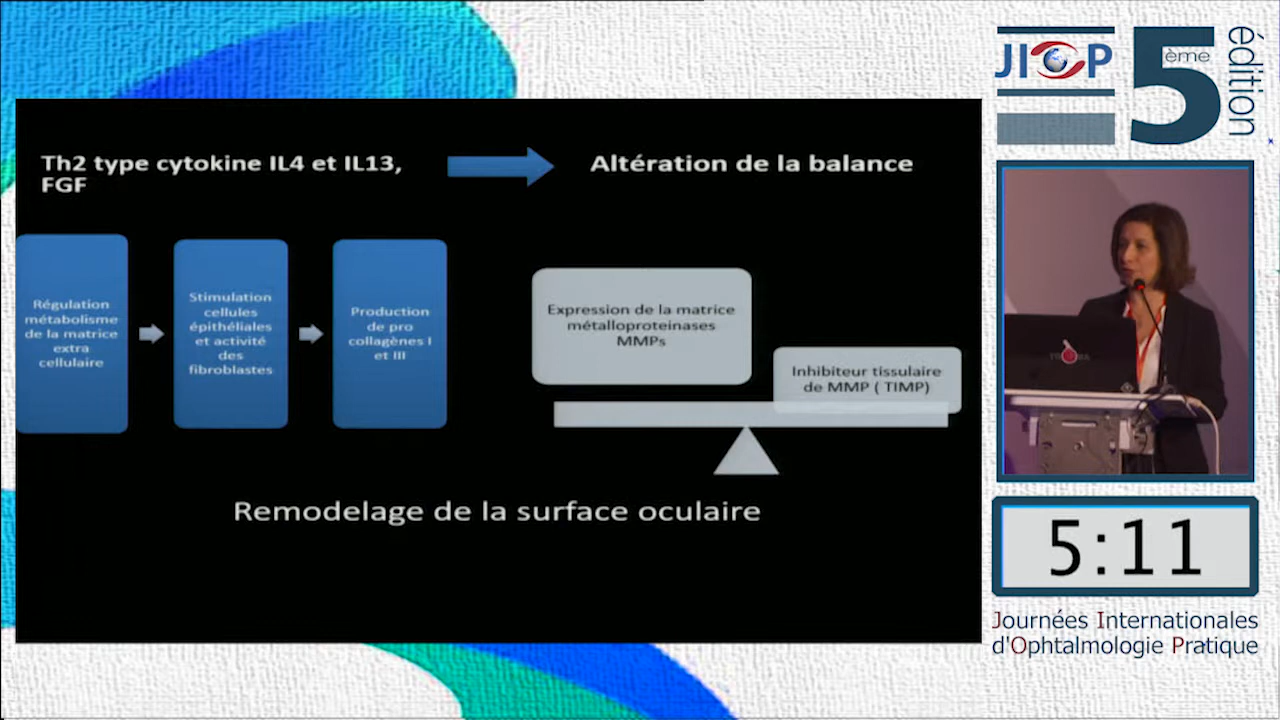 Th2 type cytokine IL4 et IL13,
FGF
Altération de la balance
Régulation
métabolisme
de la matrice
extra
cellulaire
Stimulation
cellules
épithéliales
et activité
des
fibroblastes
Production
de pro
collagènes I
et III
Expression de la matrice
métalloproteinases
MMPs
Inhibiteur tissulaire
de MMP ( TIMP)
Remodelage de la surface oculaire
JIOP
5ème
édition
5:11
Journées Internationales
d'Ophtalmologie Pratique